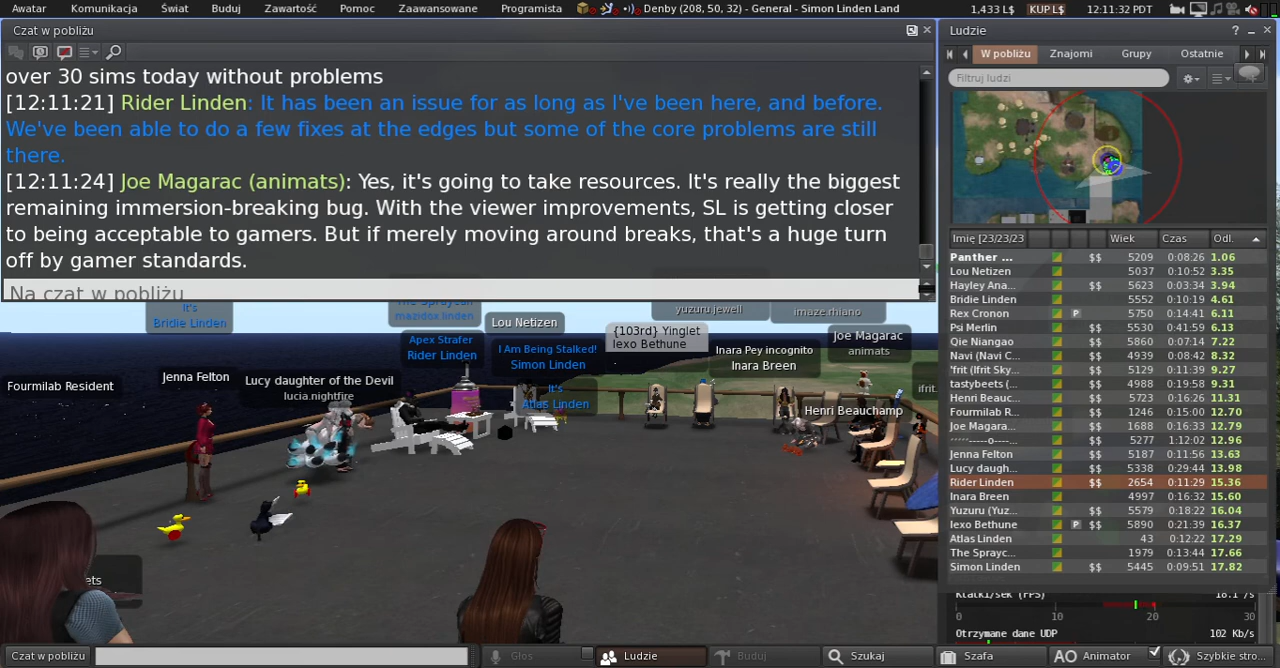 Awatar Komunikacja Świat Buduj Zawartość Pomoc Zaawansowane Programista Denby (208, 50, 32) - General - Simon Linden Land 1,433 L$ KUP L$ 12:11:32 PDT
Czat w pobliżu
over 30 sims today without problems
[12:11:21] Rider Linden: It has been an issue for as long as I've been here, and before.
We've been able to do a few fixes at the edges but some of the core problems are still
there.
[12:11:24] Joe Magarac (animats): Yes, it's going to take resources. It's really the biggest
remaining immersion-breaking bug. With the viewer improvements, SL is getting closer
to being acceptable to gamers. But if merely moving around breaks, that's a huge turn
off by gamer standards.
Na czat w pobliżu
It's
Bridie Linden
The Spraycan
mazidox.linden
Lou Netizen
yuzuru.jewell
imaze.rhiano
Apex Strafer
Rider Linden
I Am Being Stalked!
Simon Linden
{103rd} Yinglet
Iexo Bethune
Inara Pey incognito
Inara Breen
Joe Magarac
animats
Fourmilab Resident
Jenna Felton
Lucy daughter of the Devil
lucia.nightfire
It's
Atlas Linden
Henri Beauchamp
ifrit.
ets
Ludzie
W pobliżu Znajomi Grupy Ostatnie
Filtruj ludzi
Imię [23/23/23 Wiek Czas Odl.
Panther ... $$ 5209 0:08:26 1.06
Lou Netizen 5037 0:10:52 3.35
Hayley Ana... $$ 5623 0:03:34 3.94
Bridie Linden 5552 0:10:19 4.61
Rex Cronon P 5750 0:14:41 6.11
Psi Merlin $$ 5530 0:41:59 6.13
Qie Niangao $$ 5860 0:07:14 7.22
Navi (Navi C... $$ 4939 0:08:42 8.32
'frit (Ifrit Sky... $$ 5129 0:11:39 9.27
tastybeets (... $$ 4988 0:19:58 9.31
Henri Beauc... $$ 5723 0:16:26 11.31
Fourmilab R... $$ 1246 0:15:00 12.70
Joe Magara... $$ 1688 0:16:33 12.79
$$ 5277 1:12:02 12.96
Jenna Felton $$ 5187 0:11:56 13.63
Lucy daugh... $$ 5338 0:29:44 13.98
Rider Linden $$ 2654 0:11:29 15.36
Inara Breen 4997 0:16:32 15.60
Yuzuru (Yuz... $$ 5579 0:18:22 16.04
Iexo Bethune P $$ 5890 0:21:39 16.37
Atlas Linden 43 0:12:22 17.29
The Sprayc... 1979 0:13:44 17.66
Simon Linden $$ 5445 0:09:51 17.82
Klatki/sek (FPS) 18.1 /s
0 10 20 30
Otrzymane dane UDP 102 Kb/s
Czat w pobliżu Głos Ludzie Buduj Szukaj Szafa AO Animator Szybkie stro...